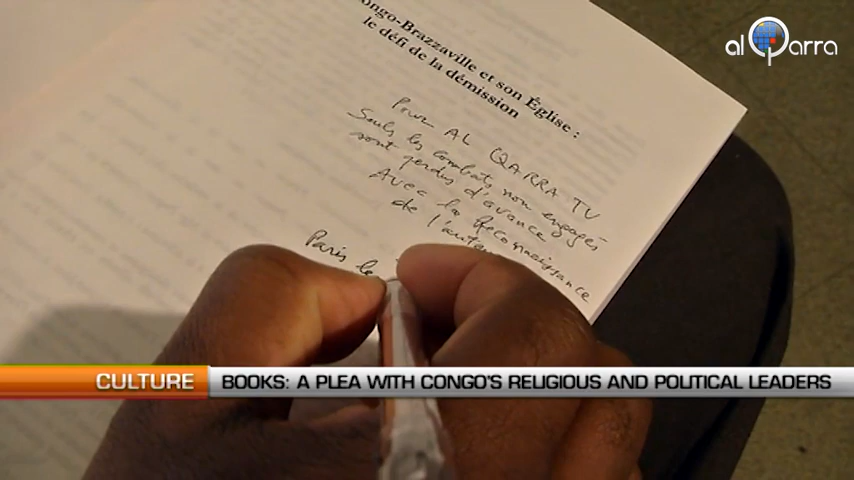 al Qarra
ongo-Brazzaville et son Église :
le défi de la démission
Pour AL QARRA TV
Seuls les combats non engagés
sont perdus d'avance
Avec la Reconnaissance
de l'auteur
Paris le
CULTURE
BOOKS: A PLEA WITH CONGO'S RELIGIOUS AND POLITICAL LEADERS